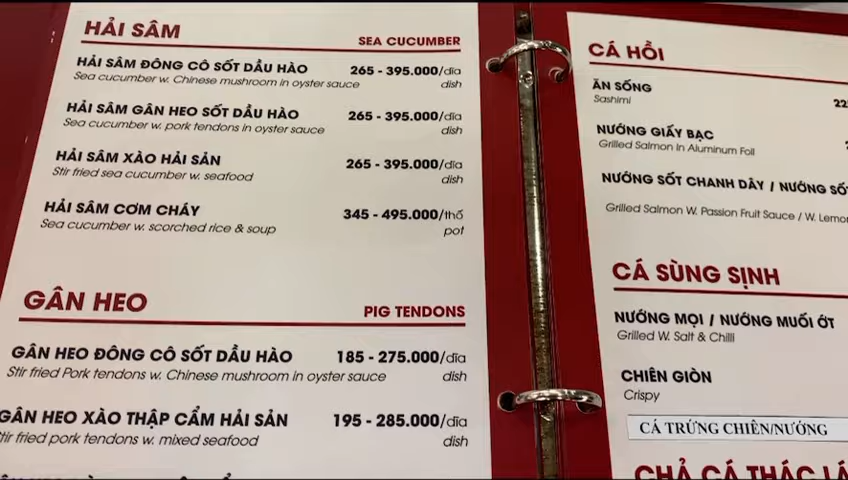 HẢI SÂM
SEA CUCUMBER
HẢI SÂM ĐÔNG CÔ SỐT DẦU HÀO 265 - 395.000/dĩa
Sea cucumber w. Chinese mushroom in oyster sauce dish
HẢI SÂM GÂN HEO SỐT DẦU HÀO 265 - 395.000/dĩa
Sea cucumber w. pork tendons in oyster sauce dish
HẢI SÂM XÀO HẢI SẢN 265 - 395.000/dĩa
Stir fried sea cucumber w. seafood dish
HẢI SÂM CƠM CHÁY 345 - 495.000/thố
Sea cucumber w. scorched rice & soup pot
GÂN HEO
PIG TENDONS
GÂN HEO ĐÔNG CÔ SỐT DẦU HÀO 185 - 275.000/dĩa
Stir fried Pork tendons w. Chinese mushroom in oyster sauce dish
GÂN HEO XÀO THẬP CẨM HẢI SẢN 195 - 285.000/dĩa
Stir fried pork tendons w. mixed seafood dish
CÁ HỒI
ĂN SỐNG
Sashimi
NƯỚNG GIẤY BẠC
Grilled Salmon in Aluminum Foil
NƯỚNG SỐT CHANH DÂY / NƯỚNG SỐ
Grilled Salmon W. Passion Fruit Sauce / W. Lemon
CÁ SÙNG SỊNH
NƯỚNG MỌI / NƯỚNG MUỐI ỚT
Grilled W. Salt & Chilli
CHIÊN GIÒN
Crispy
CÁ TRỨNG CHIÊN/NƯỚNG
CHẢ CÁ THÁC LÁ